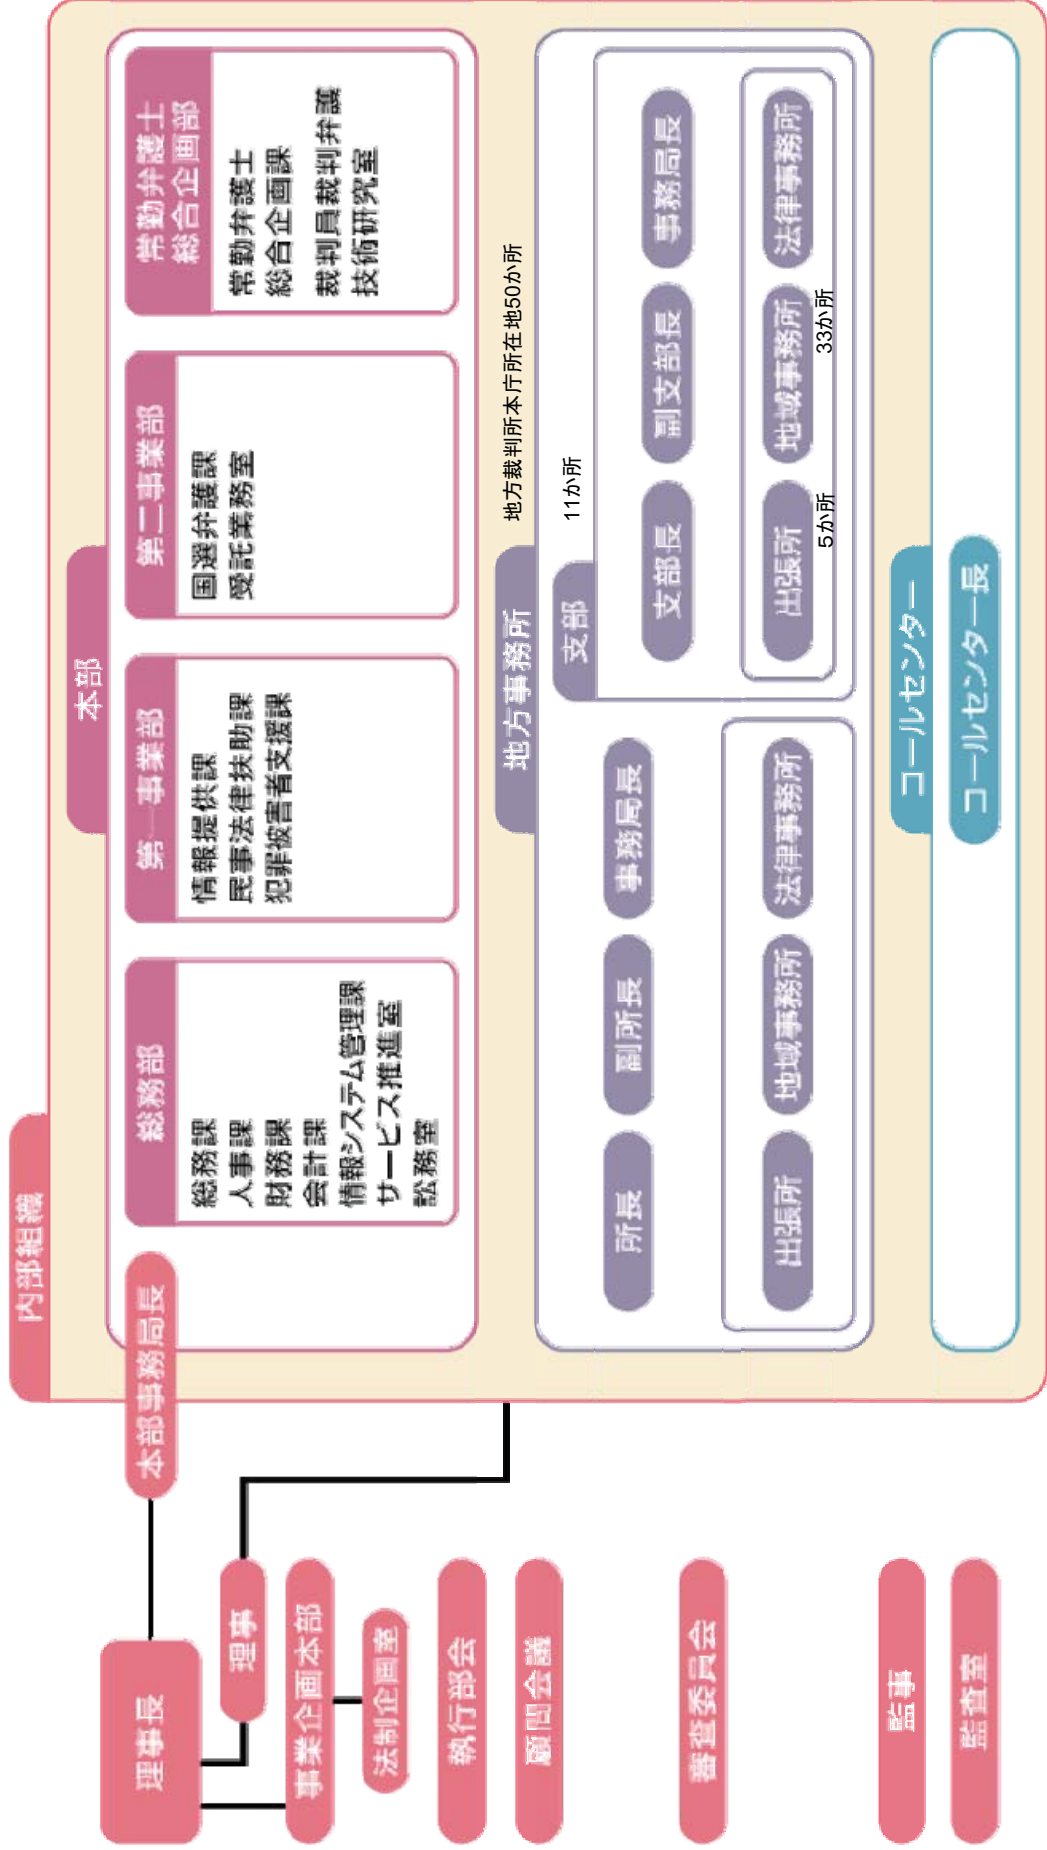 内部組織
理事長
本部事務局長
理事
事業企画本部
法制企画室
執行部会
顧問会議
審査委員会
監事
監査室
本部
総務部
総務課
人事課
財務課
会計課
情報システム管理課
サービス推進室
訟務室
第一事業部
情報提供課
民事法律扶助課
犯罪被害者支援課
第二事業部
国選弁護課
受託業務室
常勤弁護士
総合企画部
常勤弁護士
総合企画課
裁判員裁判弁護
技術研究室
地方事務所
地方裁判所本庁所在地50か所
所長
副所長
事務局長
出張所
地域事務所
法律事務所
支部
11か所
支部長
副支部長
事務局長
出張所
地域事務所
法律事務所
5か所
33か所
コールセンター
コールセンター長